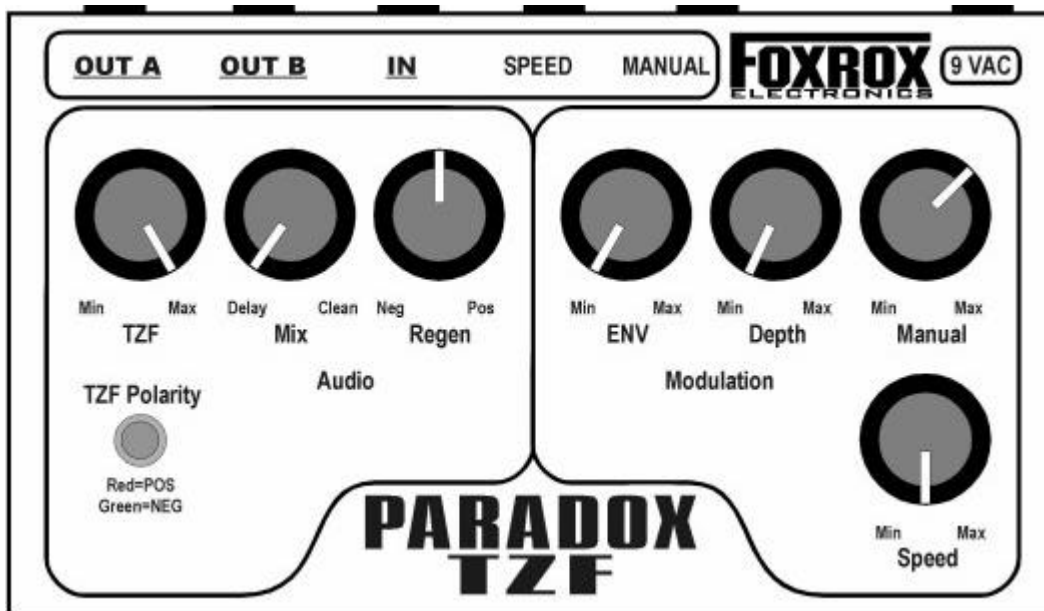 OUT A OUT B IN SPEED MANUAL FOXROX 9 VAC
ELECTRONICS
Min Max Delay Clean Neg Pos Min Max Min Max Min Max
TZF Mix Regen ENV Depth Manual
Audio Modulation
TZF Polarity
Red=POS
Green=NEG
PARADOX
TZF
Min Max
Speed